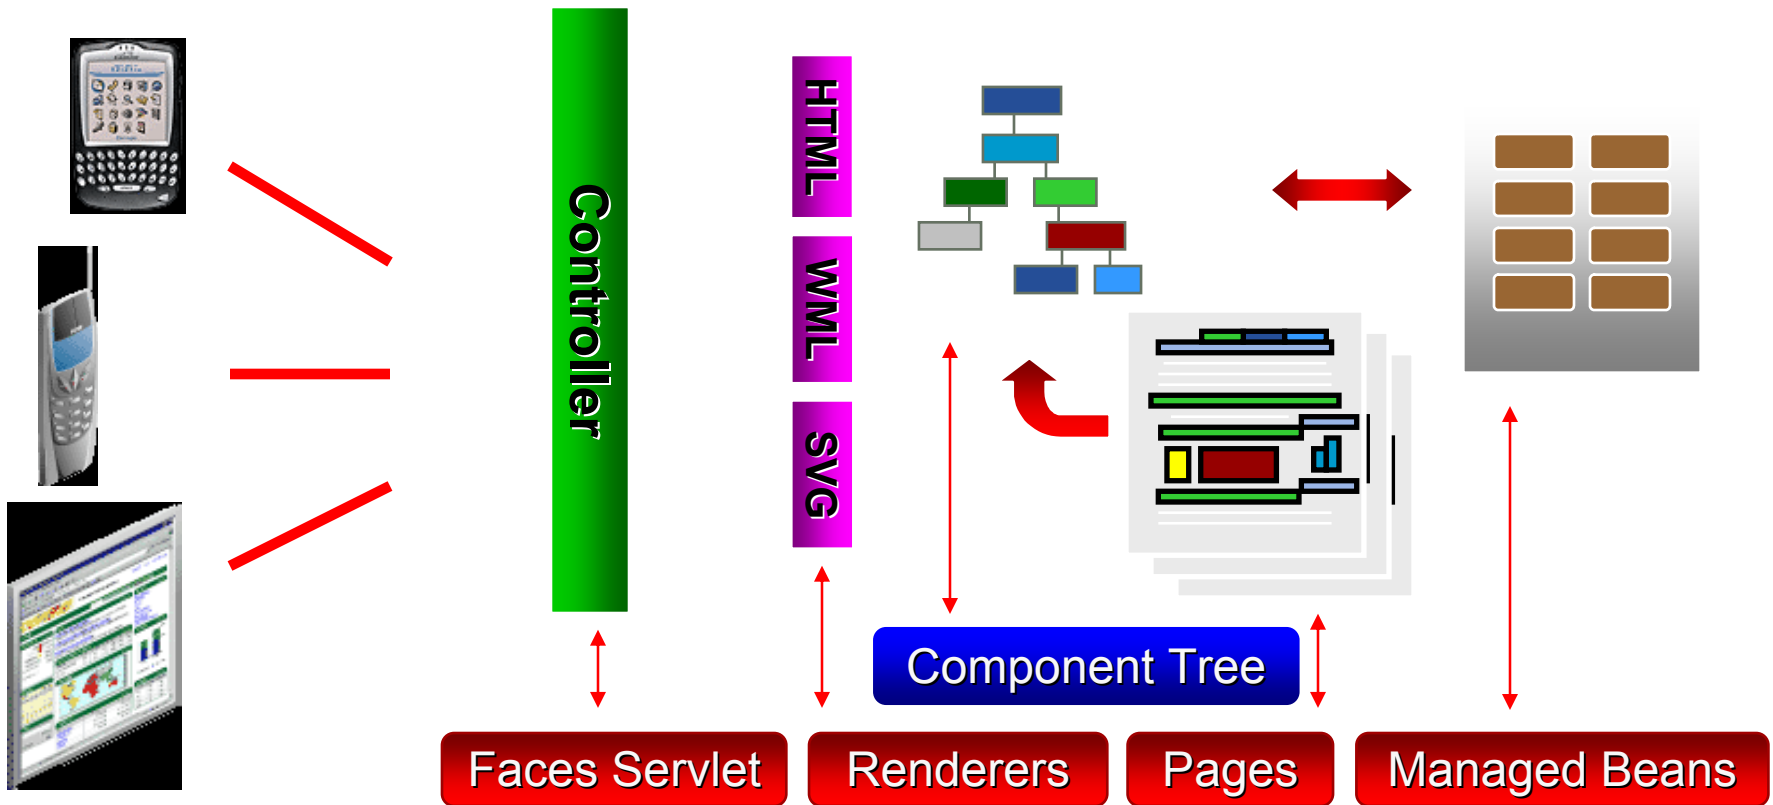 Controller
HTML
WML
SVG
Component Tree
Faces Servlet
Renderers
Pages
Managed Beans